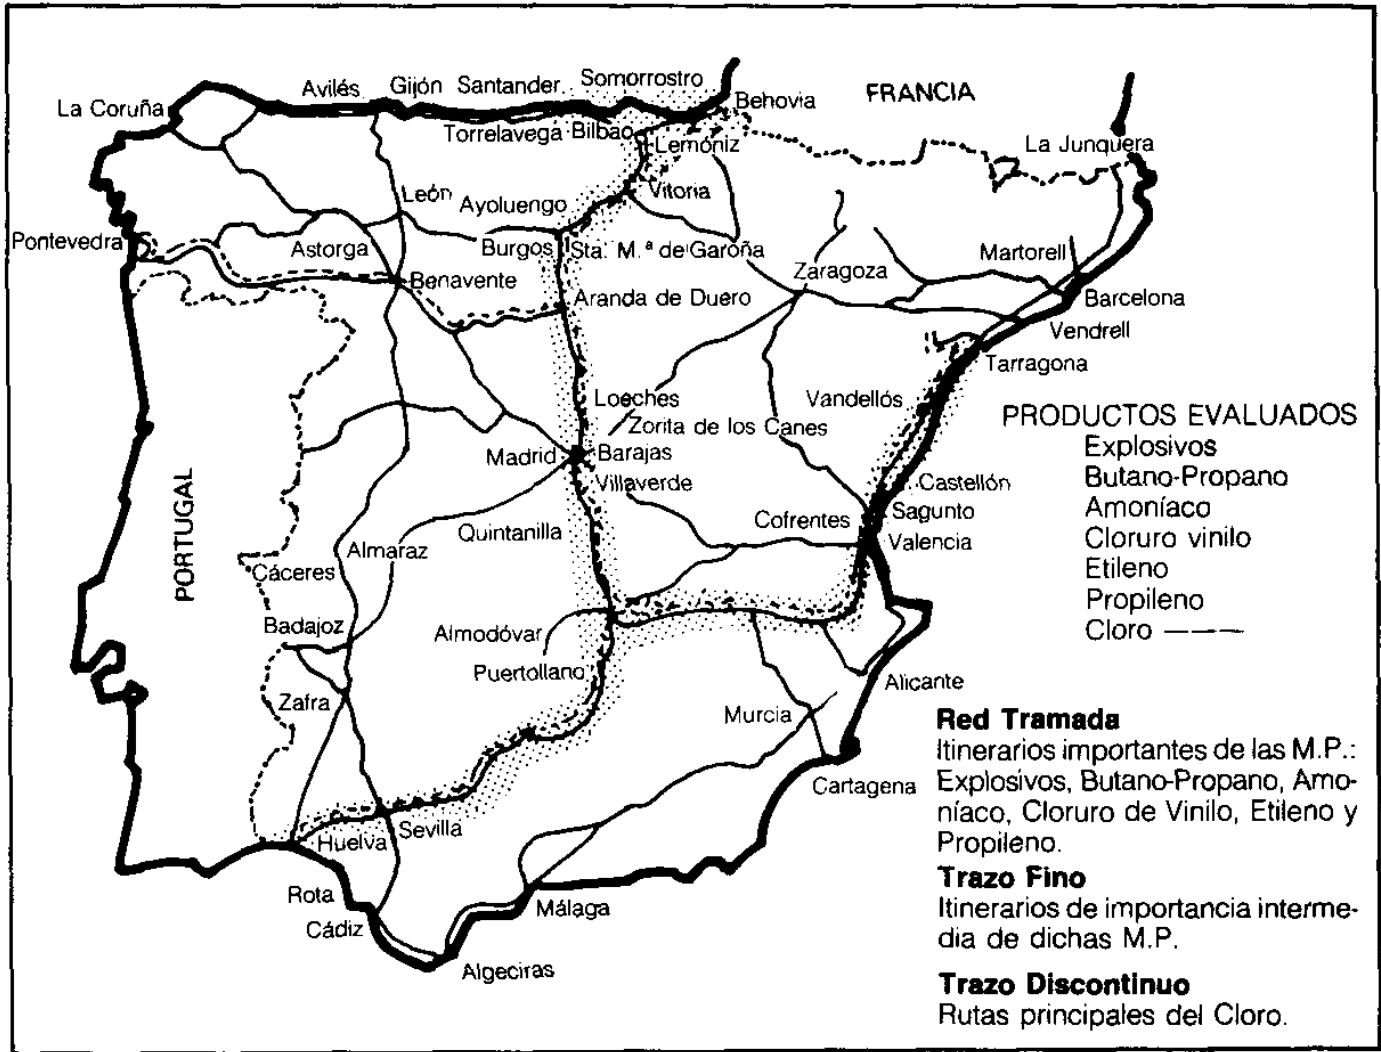 Avilés Gijón Santander Somorrostro
La Coruña
Behovia
FRANCIA
Torrelavega Bilbao
Lemóniz
La Junquera
León
Ayoluengo
Vitoria
Pontevedra
Astorga
Burgos
Sta. M.ª de Garoña
Martorell
Zaragoza
Benavente
Aranda de Duero
Barcelona
Vendrell
Tarragona
Loeches
Vandellós
Zorita de los Canes
Madrid
Barajas
Villaverde
Castellón
PORTUGAL
Quintanilla
Cofrentes
Sagunto
Valencia
Almaraz
Cáceres
Badajoz
Almodóvar
Puertollano
Alicante
Zafra
Murcia
Cartagena
Huelva
Sevilla
Rota
Cádiz
Málaga
Algeciras
PRODUCTOS EVALUADOS
Explosivos
Butano-Propano
Amoníaco
Cloruro vinilo
Etileno
Propileno
Cloro ———
Red Tramada
Itinerarios importantes de las M.P.:
Explosivos, Butano-Propano, Amo-
níaco, Cloruro de Vinilo, Etileno y
Propileno.
Trazo Fino
Itinerarios de importancia interme-
dia de dichas M.P.
Trazo Discontinuo
Rutas principales del Cloro.